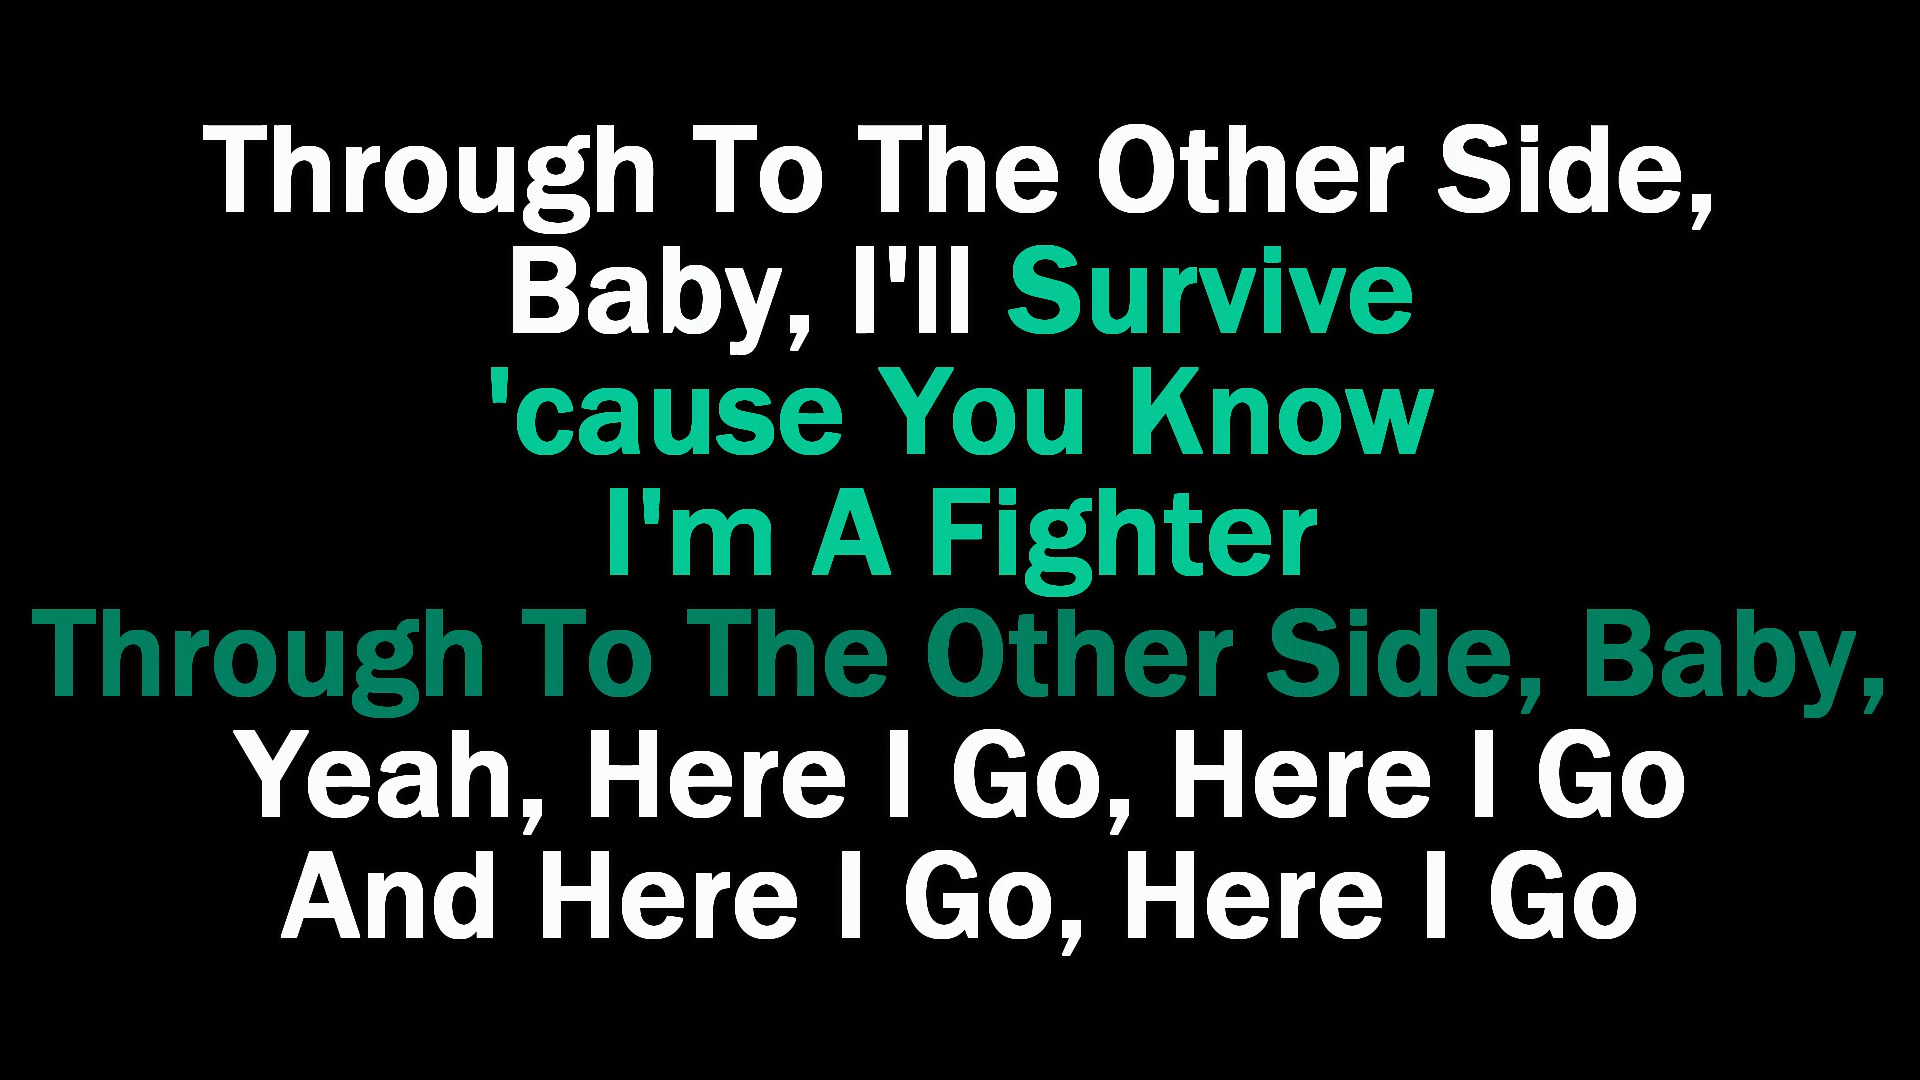 Through To The Other Side,
Baby, I'll Survive
'cause You Know
I'm A Fighter
Through To The Other Side, Baby,
Yeah, Here I Go, Here I Go
And Here I Go, Here I Go